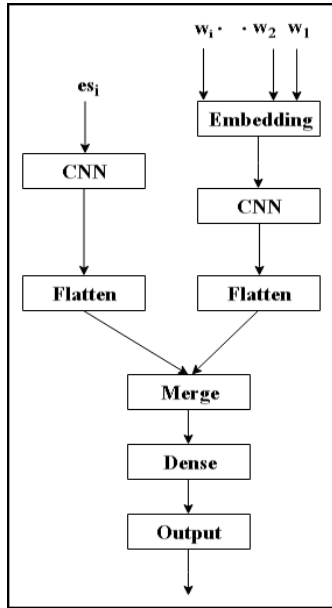 wᵢ · · w₂ w₁
esᵢ
Embedding
CNN
CNN
Flatten Flatten
Merge
Dense
Output